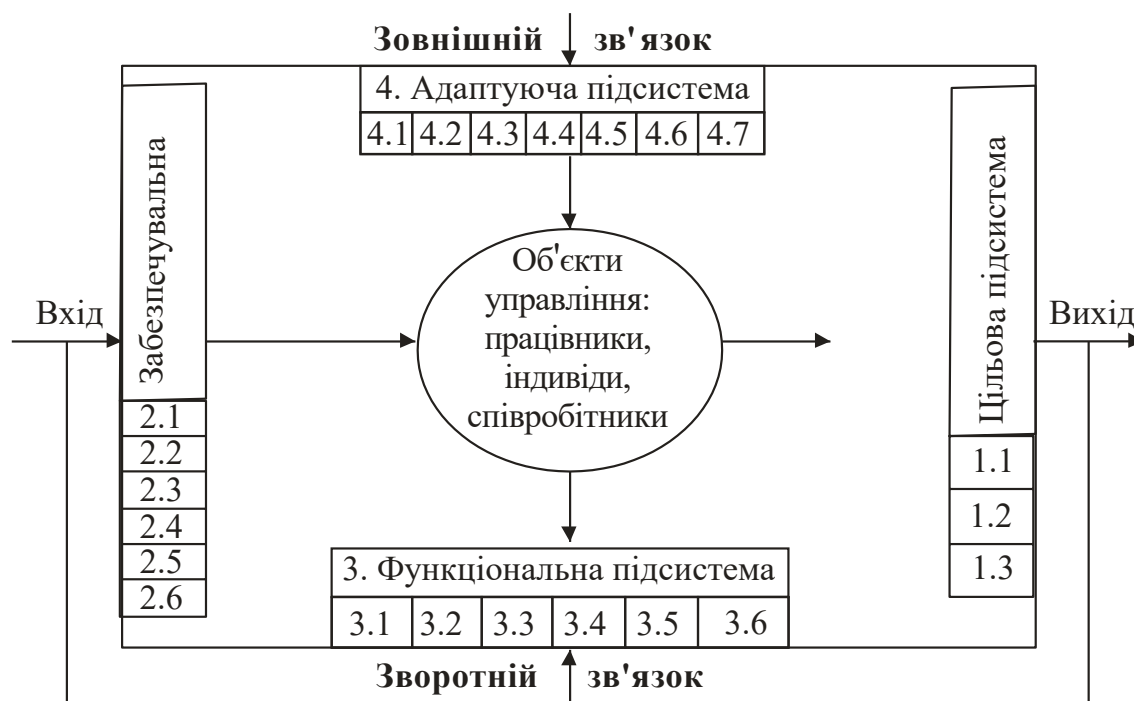 Зовнішній зв'язок
4. Адаптуюча підсистема
4.1 4.2 4.3 4.4 4.5 4.6 4.7
Забезпечувальна
Вхід
2.1
2.2
2.3
2.4
2.5
2.6
Об'єкти
управління:
працівники,
індивіди,
співробітники
Цільова підсистема
Вихід
1.1
1.2
1.3
3. Функціональна підсистема
3.1 3.2 3.3 3.4 3.5 3.6
Зворотній зв'язок